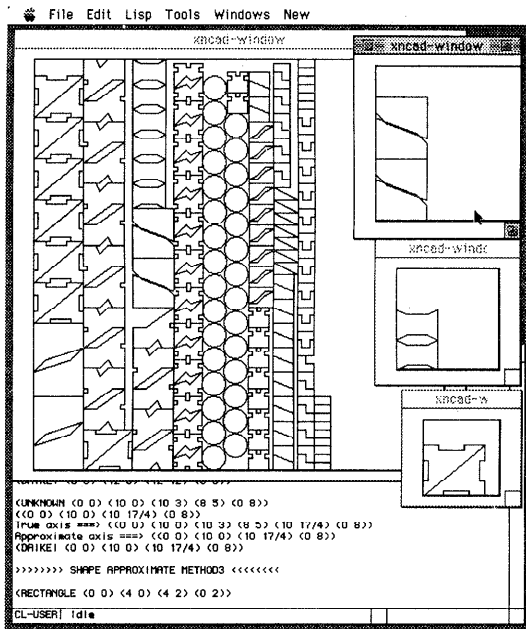 File Edit Lisp Tools Windows New
xncad-window
xncad-window
xncad-windo
xncad-w
(UNKNOWN (0 0) (10 0) (10 3) (8 5) (0 8))
((0 0) (10 0) (10 17/4) (0 8))
True axis ===> ((0 0) (10 0) (10 3) (8 5) (10 17/4) (0 8))
Approximate axis ===> ((0 0) (10 0) (10 17/4) (0 8))
(DAIKEI (0 0) (10 0) (10 17/4) (0 8))
>>>>>>>> SHAPE APPROXIMATE METHOD3 <<<<<<<<
(RECTANGLE (0 0) (4 0) (4 2) (0 2))
CL-USER| Idle